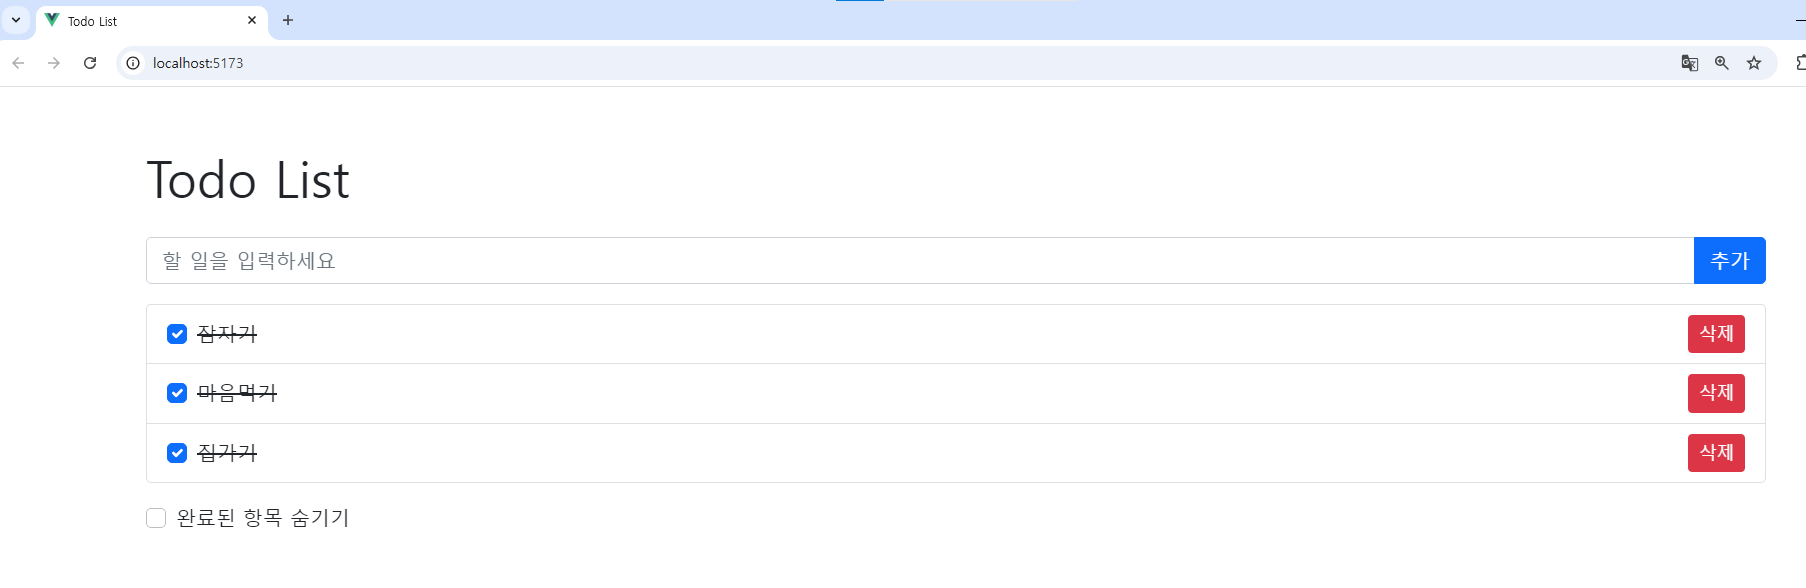 Todo List
localhost:5173
Todo List
할 일을 입력하세요 추가
잠자기 삭제
마음먹기 삭제
집가기 삭제
완료된 항목 숨기기